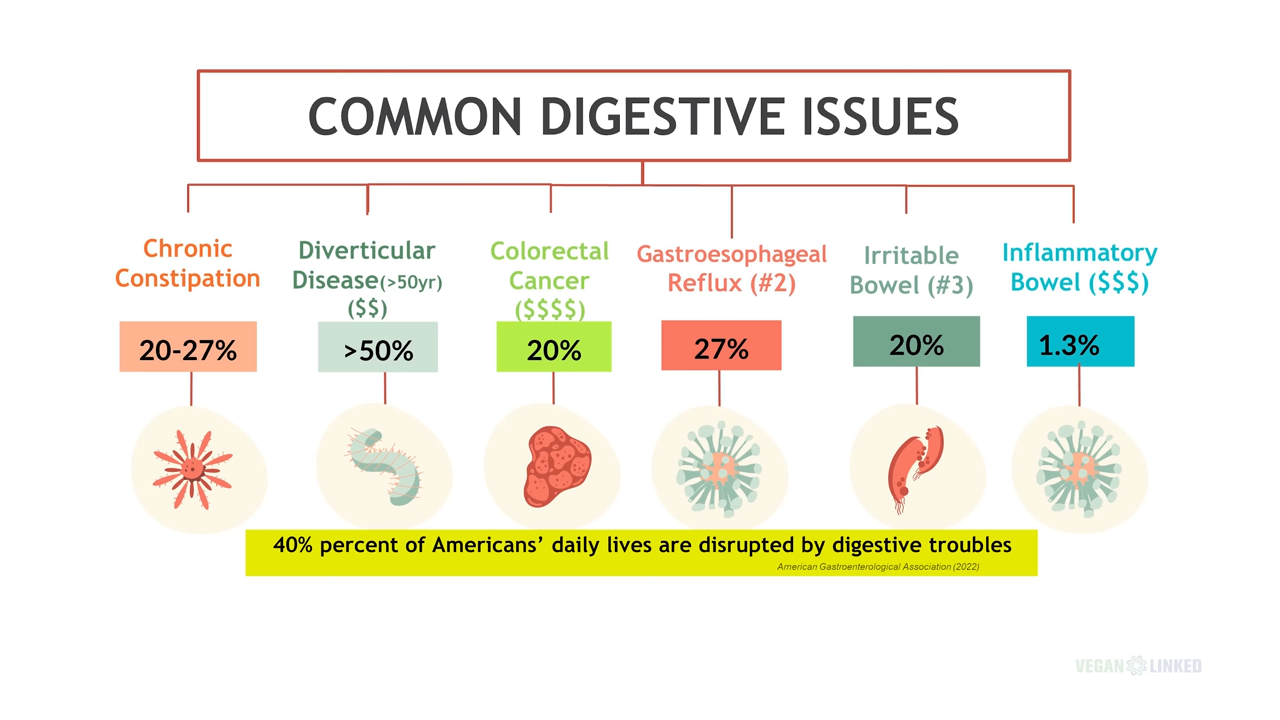 COMMON DIGESTIVE ISSUES
Chronic
Constipation
20-27%
Diverticular
Disease(>50yr)
($$)
>50%
Colorectal
Cancer
($$$$)
20%
Gastroesophageal
Reflux (#2)
27%
Irritable
Bowel (#3)
20%
Inflammatory
Bowel ($$$)
1.3%
40% percent of Americans’ daily lives are disrupted by digestive troubles
American Gastroenterological Association (2022)
VEGAN LINKED